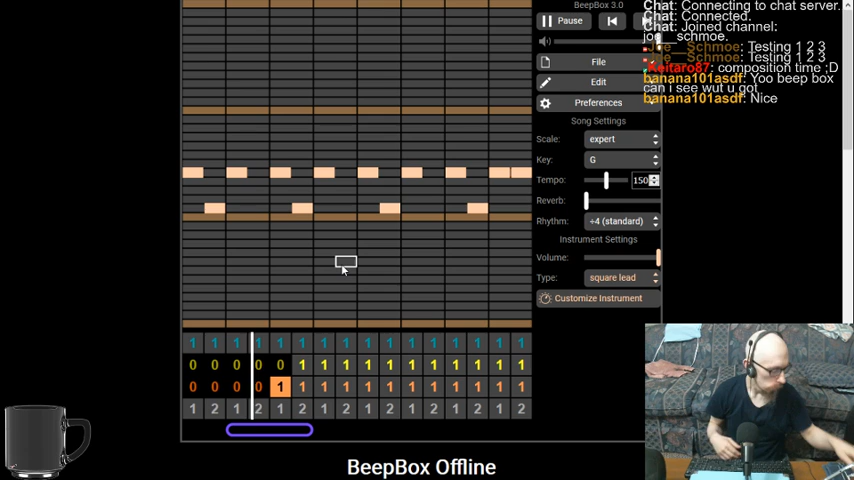 BeepBox 3.0
Pause
File
Edit
Preferences
Song Settings
Scale: expert
Key: G
Tempo: 150
Reverb:
Rhythm: ÷4 (standard)
Instrument Settings
Volume:
Type: square lead
Customize Instrument
Chat: Connecting to chat server.
Chat: Connected.
Chat: Joined channel:
joe__schmoe.
Joe__Schmoe: Testing 1 2 3
Joe__Schmoe: Testing 1 2 3
Keitaro87: composition time ;D
banana101asdf: Yoo beep box
can i see wut u got
banana101asdf: Nice
1 1 1 1 1 1 1 1 1 1 1 1 1 1 1 1
0 0 0 0 0 1 1 1 1 1 1 1 1 1 1 1
0 0 0 0 1 1 1 1 1 1 1 1 1 1 1 1
1 2 1 2 1 2 1 2 1 2 1 2 1 2 1 2
BeepBox Offline